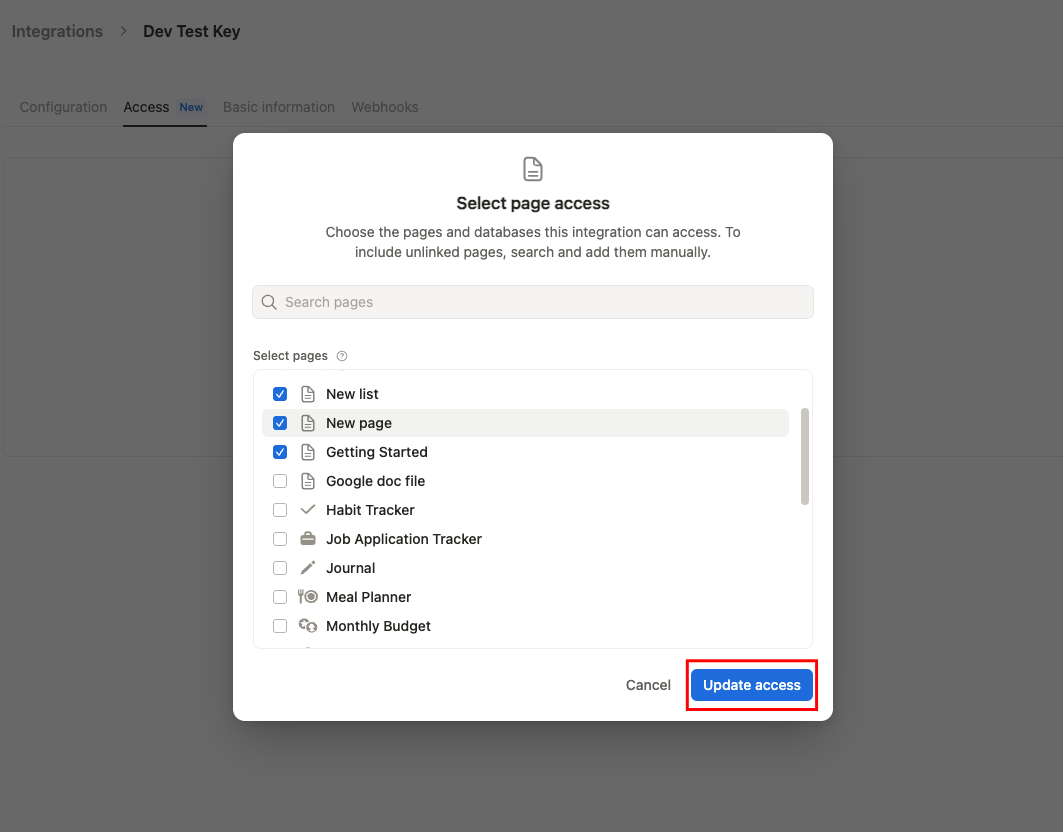 Integrations > Dev Test Key
Configuration Access New Basic information Webhooks
Select page access
Choose the pages and databases this integration can access. To
include unlinked pages, search and add them manually.
Search pages
Select pages
New list
New page
Getting Started
Google doc file
Habit Tracker
Job Application Tracker
Journal
Meal Planner
Monthly Budget
Cancel Update access